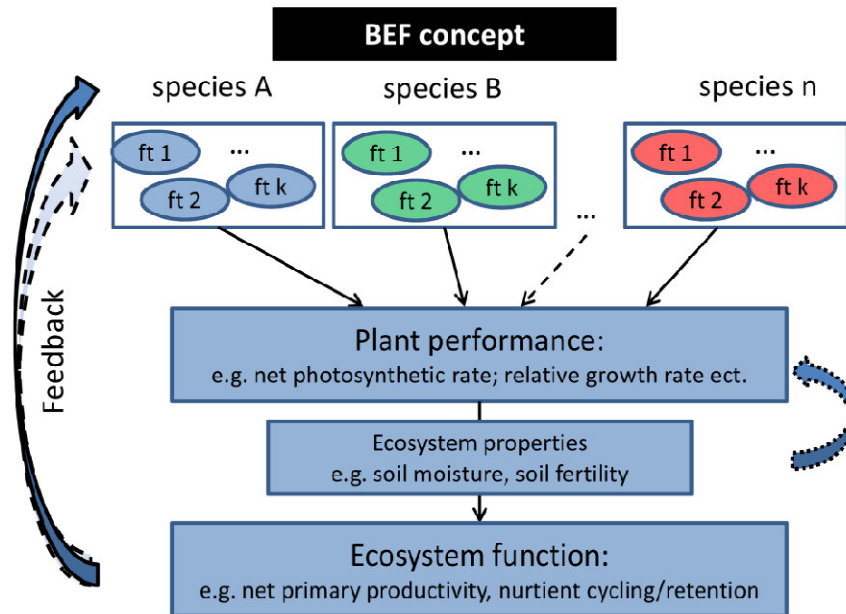 BEF concept
species A
species B
species n
ft 1
...
ft 2
ft k
ft 1
...
ft 2
ft k
...
ft 1
...
ft 2
ft k
Feedback
Plant performance:
e.g. net photosynthetic rate; relative growth rate ect.
Ecosystem properties
e.g. soil moisture, soil fertility
Ecosystem function:
e.g. net primary productivity, nurtient cycling/retention